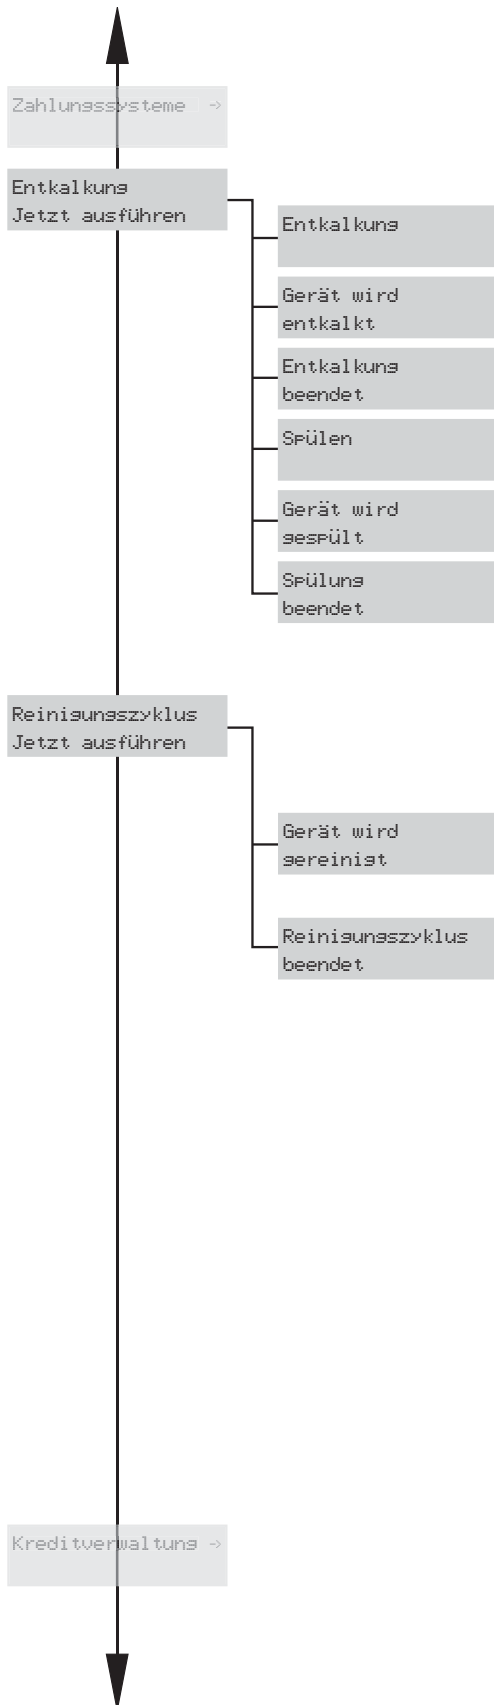 Zahlungssysteme ->
Entkalkung
Jetzt ausführen
Entkalkung
Gerät wird
entkalkt
Entkalkung
beendet
Spülen
Gerät wird
gespült
Spülung
beendet
Reinigungszyklus
Jetzt ausführen
Gerät wird
gereinigt
Reinigungszyklus
beendet
Kreditverwaltung ->